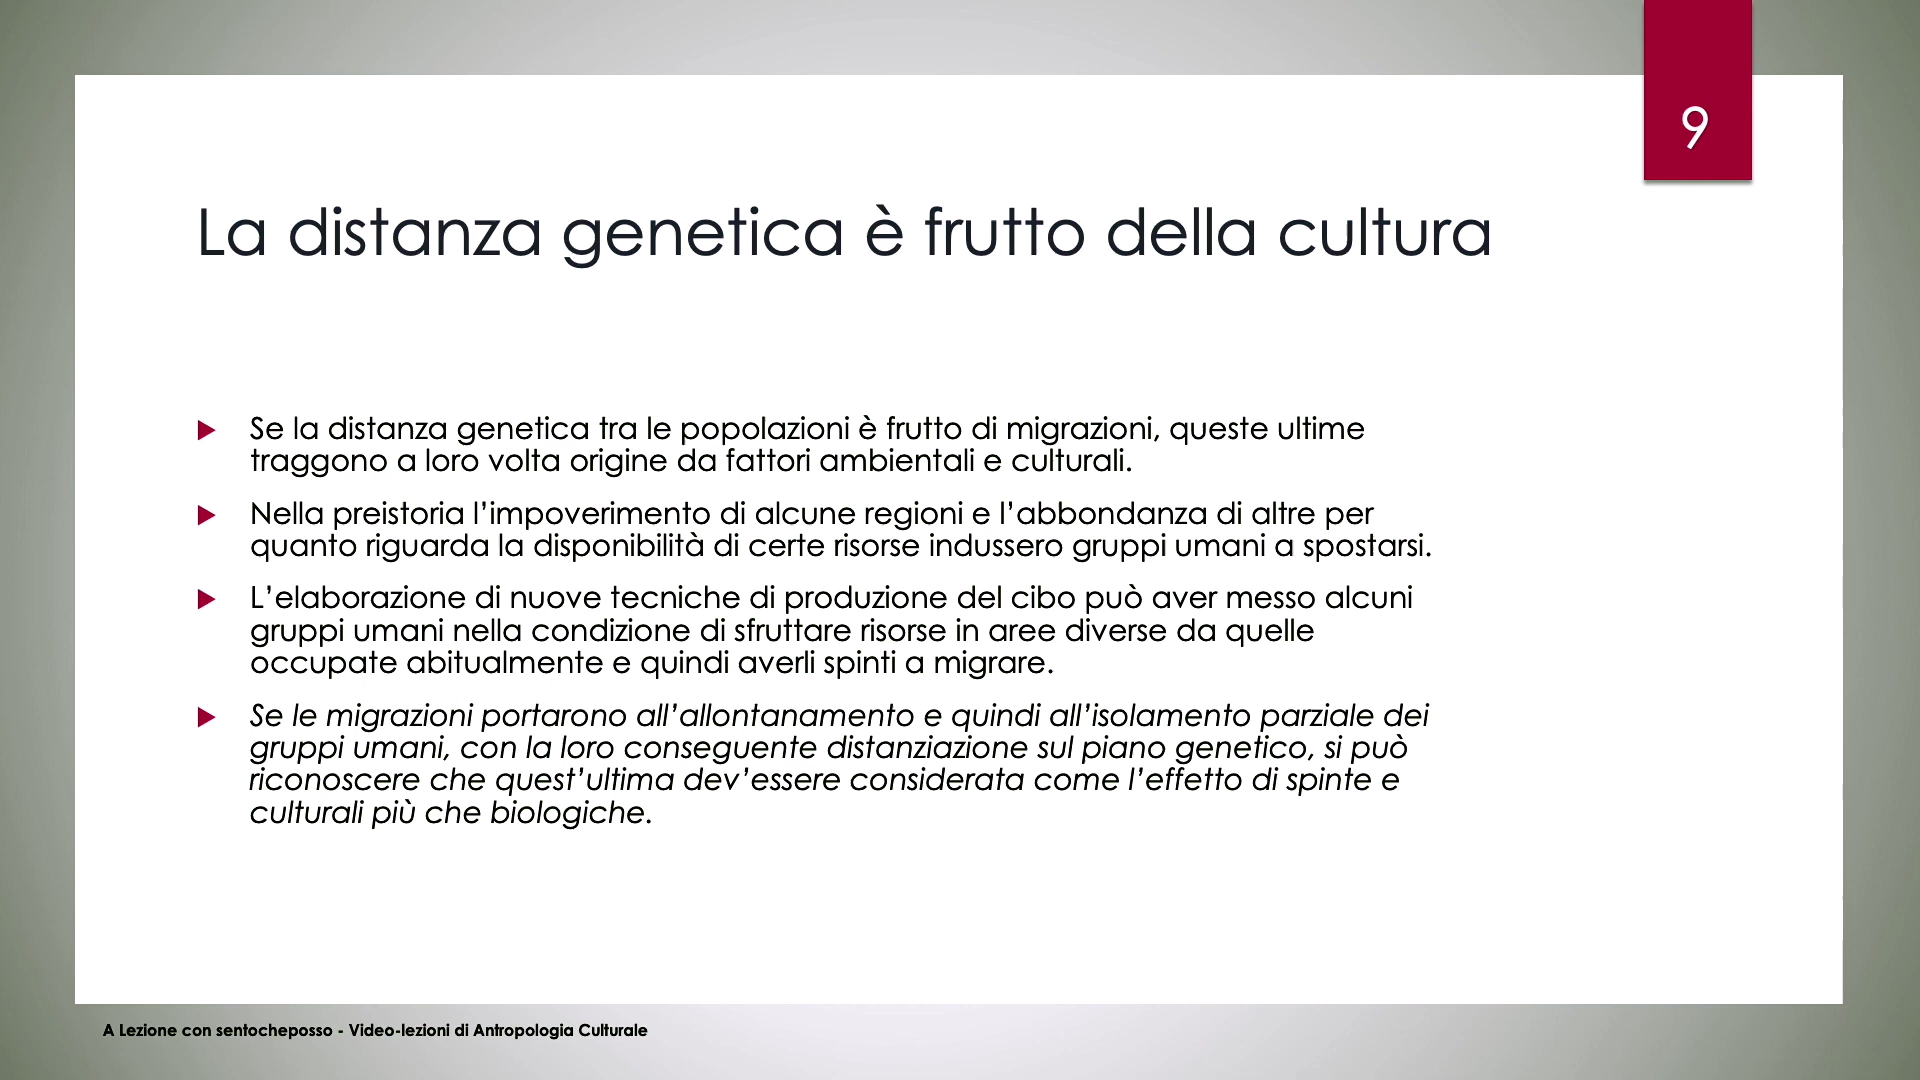 9
La distanza genetica è frutto della cultura
Se la distanza genetica tra le popolazioni è frutto di migrazioni, queste ultime
traggono a loro volta origine da fattori ambientali e culturali.
Nella preistoria l’impoverimento di alcune regioni e l’abbondanza di altre per
quanto riguarda la disponibilità di certe risorse indussero gruppi umani a spostarsi.
L’elaborazione di nuove tecniche di produzione del cibo può aver messo alcuni
gruppi umani nella condizione di sfruttare risorse in aree diverse da quelle
occupate abitualmente e quindi averli spinti a migrare.
Se le migrazioni portarono all’allontanamento e quindi all’isolamento parziale dei
gruppi umani, con la loro conseguente distanziazione sul piano genetico, si può
riconoscere che quest’ultima dev’essere considerata come l’effetto di spinte e
culturali più che biologiche.
A Lezione con sentocheposso - Video-lezioni di Antropologia Culturale